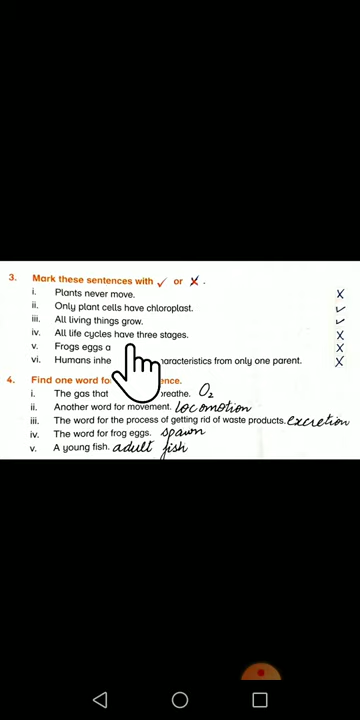 3. Mark these sentences with ✓ or ✗.
i. Plants never move. ✗
ii. Only plant cells have chloroplast. ✓
iii. All living things grow. ✓
iv. All life cycles have three stages. ✗
v. Frogs eggs a ✗
vi. Humans inhe aracteristics from only one parent. ✗
4. Find one word fo ence.
i. The gas that breathe. O₂
ii. Another word for movement. locomotion
iii. The word for the process of getting rid of waste products. excretion
iv. The word for frog eggs. spawn
v. A young fish. adult fish